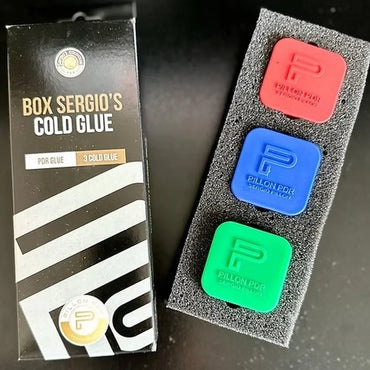 BOX SERGIO'S
COLD GLUE
PDR GLUE
3 COLD GLUE
PILLON PDR
PILLON PDR
PILLON PDR